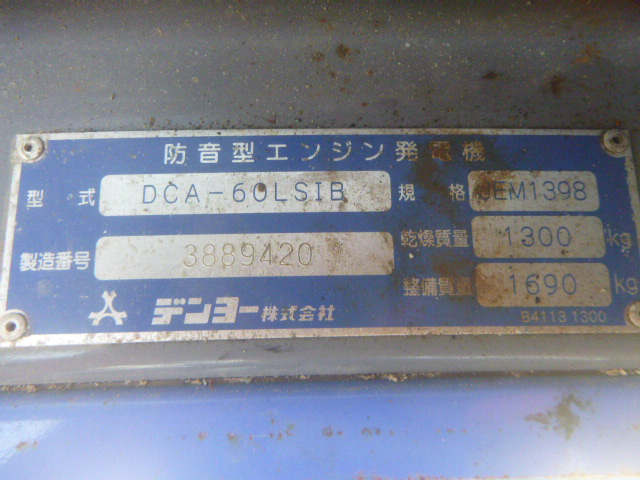 防音型エンジン発電機
型式 DCA-60LSIB 規格 JEM1398
製造番号 3889420 乾燥質量 1300 kg
整備質量 1690 kg
デンヨー株式会社 B4113 1300